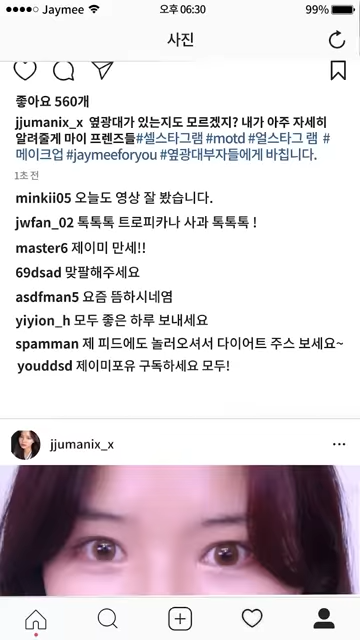 Jaymee 오후 06:30 99%
사진
좋아요 560개
jjumanix_x 옆광대가 있는지도 모르겠지? 내가 아주 자세히
알려줄게 마이 프렌즈들#셀스타그램 #motd #얼스타그 램 #
메이크업 #jaymeeforyou #옆광대부자들에게 바칩니다.
1초 전
minkii05 오늘도 영상 잘 봤습니다.
jwfan_02 톡톡톡 트로피카나 사과 톡톡톡 !
master6 제이미 만세!!
69dsad 맞팔해주세요
asdfman5 요즘 뜸하시네염
yiyion_h 모두 좋은 하루 보내세요
spamman 제 피드에도 놀러오셔서 다이어트 주스 보세요~
youddsd 제이미포유 구독하세요 모두!
jjumanix_x